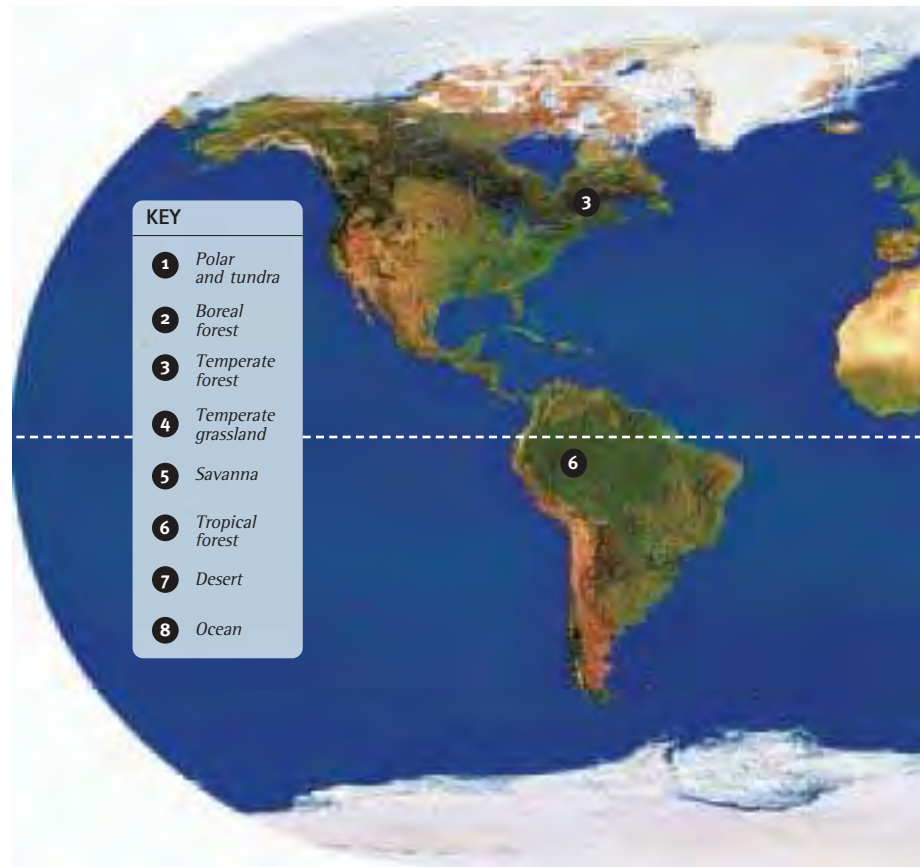 KEY
1 Polar
and tundra
2 Boreal
forest
3 Temperate
forest
4 Temperate
grassland
5 Savanna
6 Tropical
forest
7 Desert
8 Ocean
3
6